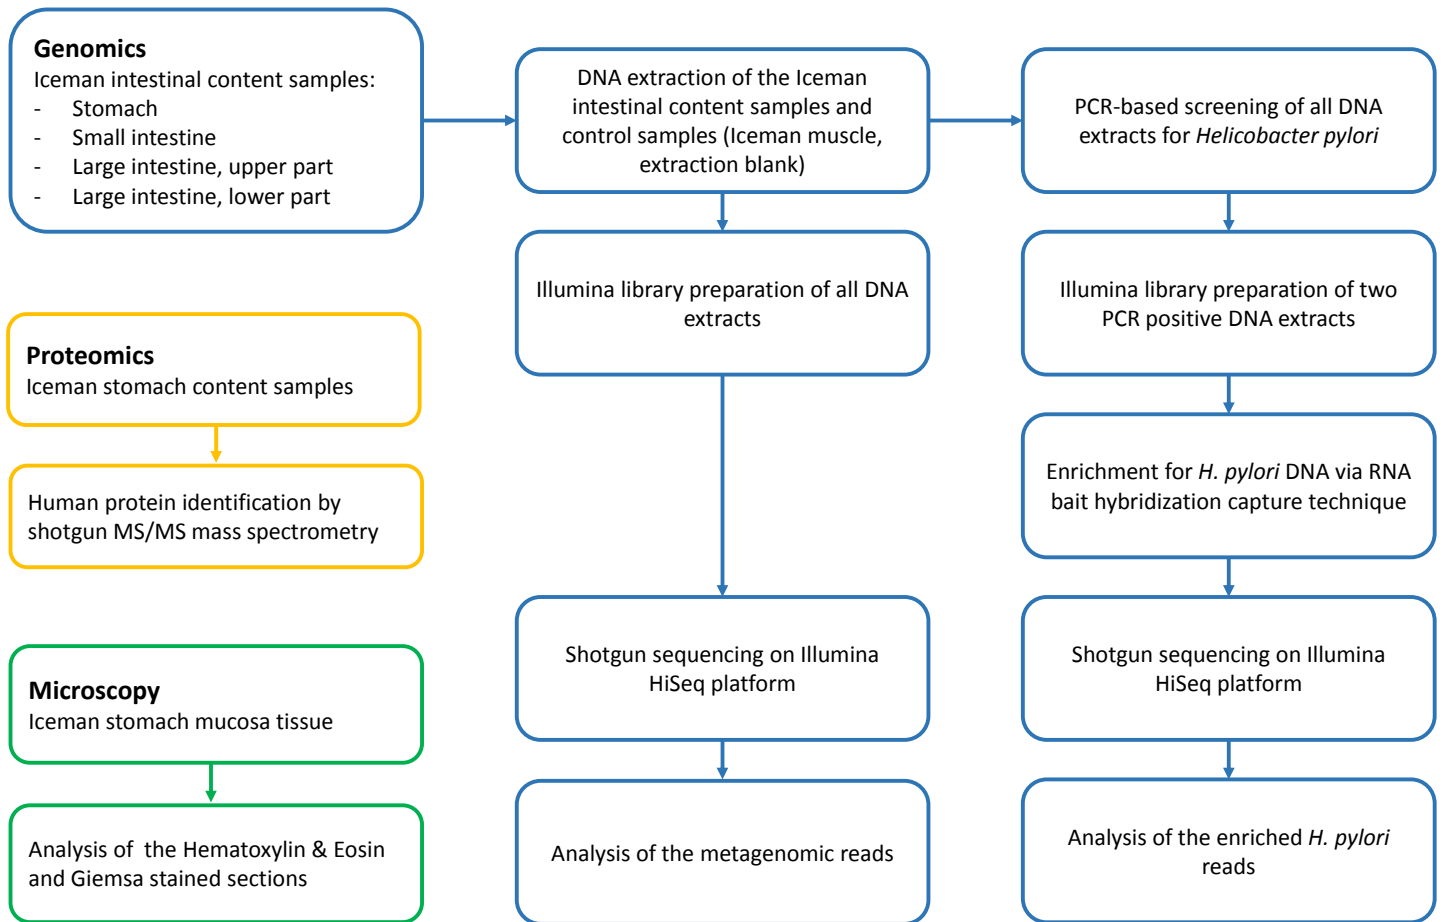 Genomics
Iceman intestinal content samples:
- Stomach
- Small intestine
- Large intestine, upper part
- Large intestine, lower part
DNA extraction of the Iceman
intestinal content samples and
control samples (Iceman muscle,
extraction blank)
PCR-based screening of all DNA
extracts for Helicobacter pylori
Illumina library preparation of all DNA
extracts
Illumina library preparation of two
PCR positive DNA extracts
Proteomics
Iceman stomach content samples
Human protein identification by
shotgun MS/MS mass spectrometry
Enrichment for H. pylori DNA via RNA
bait hybridization capture technique
Shotgun sequencing on Illumina
HiSeq platform
Shotgun sequencing on Illumina
HiSeq platform
Microscopy
Iceman stomach mucosa tissue
Analysis of the Hematoxylin & Eosin
and Giemsa stained sections
Analysis of the metagenomic reads
Analysis of the enriched H. pylori
reads